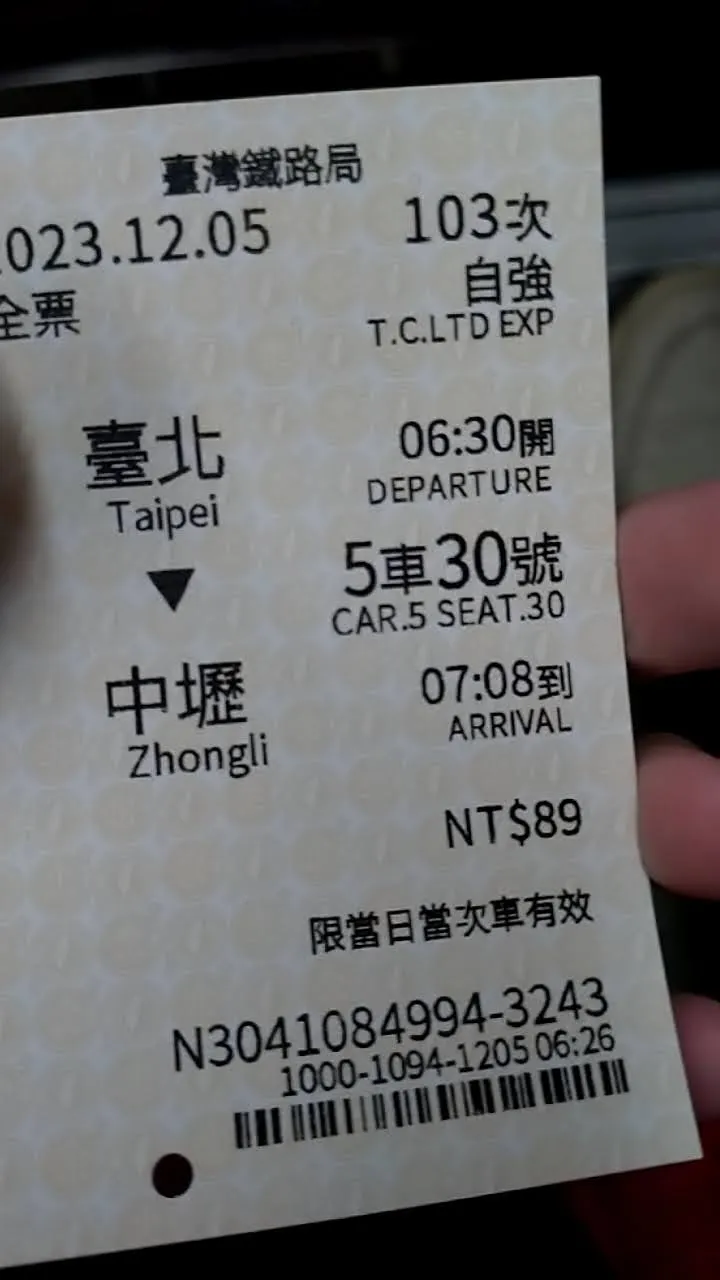 臺灣鐵路局
2023.12.05
103次
全票
自強
T.C.LTD EXP
臺北
Taipei
06:30開
DEPARTURE
5車30號
CAR.5 SEAT.30
中壢
Zhongli
07:08到
ARRIVAL
NT$89
限當日當次車有效
N3041084994-3243
1000-1094-1205 06:26